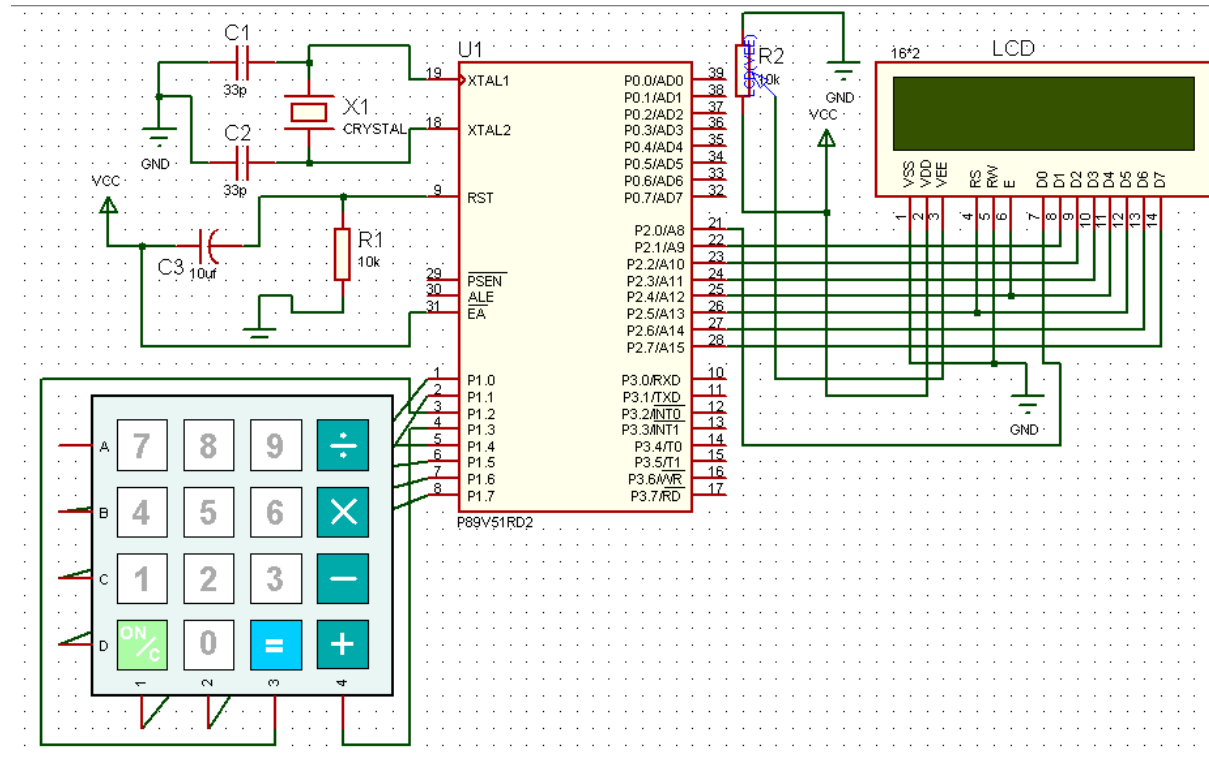 C1
33p
GND
C2
33p
X1
CRYSTAL
VCC
C3
10uf
R1
10k
U1
19 XTAL1
18 XTAL2
9 RST
29 PSEN
30 ALE
31 EA
1 P1.0
2 P1.1
3 P1.2
4 P1.3
5 P1.4
6 P1.5
7 P1.6
8 P1.7
P0.0/AD0 39
P0.1/AD1 38
P0.2/AD2 37
P0.3/AD3 36
P0.4/AD4 35
P0.5/AD5 34
P0.6/AD6 33
P0.7/AD7 32
P2.0/A8 21
P2.1/A9 22
P2.2/A10 23
P2.3/A11 24
P2.4/A12 25
P2.5/A13 26
P2.6/A14 27
P2.7/A15 28
P3.0/RXD 10
P3.1/TXD 11
P3.2/INT0 12
P3.3/INT1 13
P3.4/T0 14
P3.5/T1 15
P3.6/WR 16
P3.7/RD 17
P89V51RD2
R2
10k
LCD(VEE)
GND
VCC
16*2
LCD
VSS VDD VEE RS RW E D0 D1 D2 D3 D4 D5 D6 D7
1 2 3 4 5 6 7 8 9 10 11 12 13 14
GND
A 7 8 9 ÷
B 4 5 6 ×
C 1 2 3 −
D ON/C 0 = +
1 2 3 4